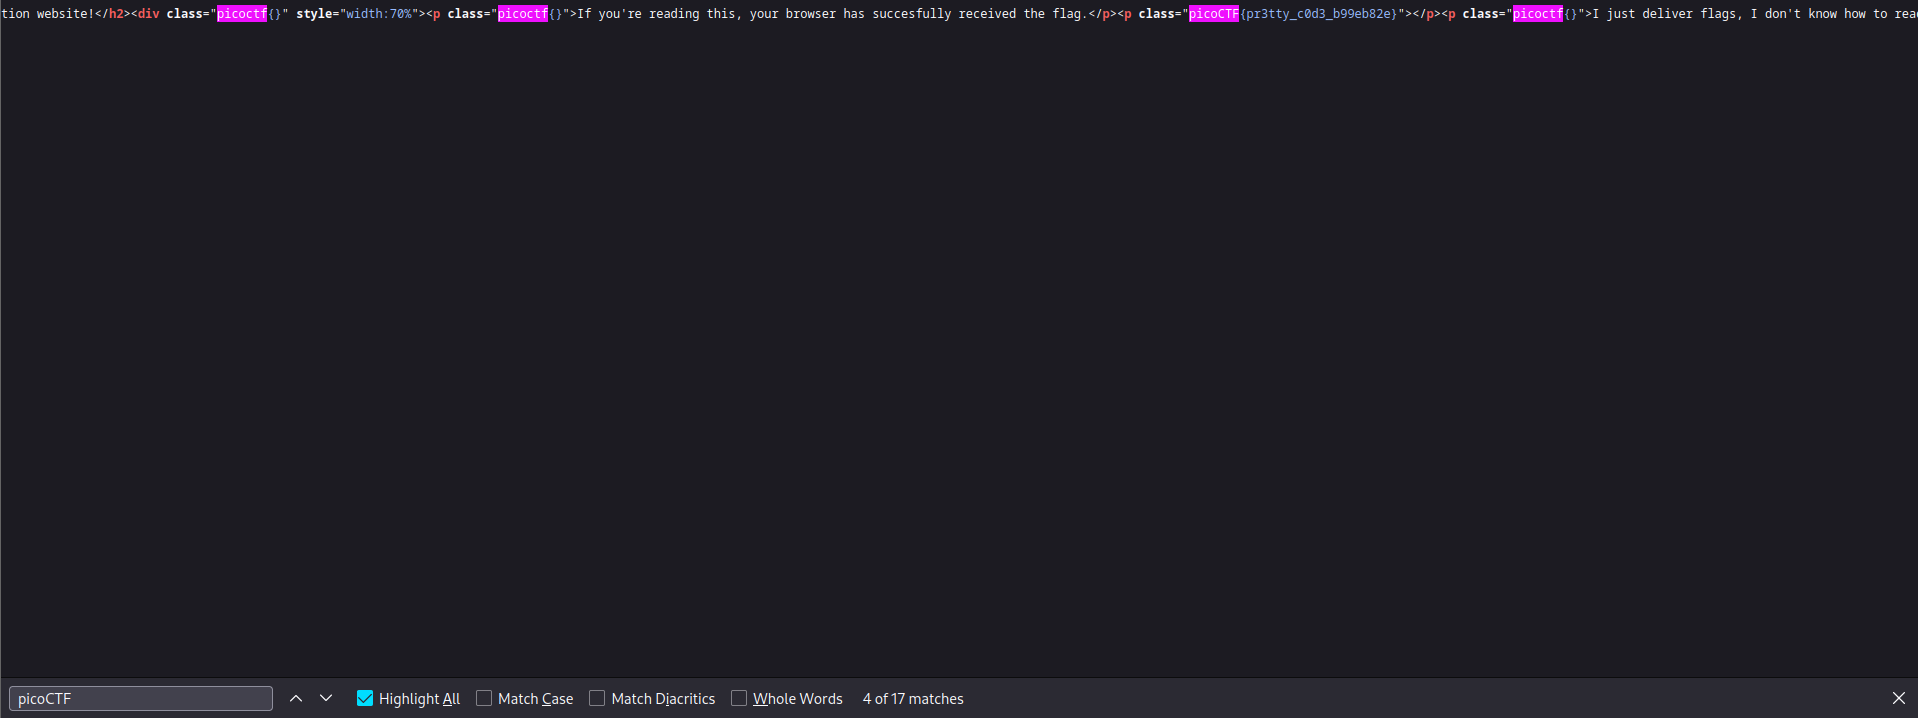 tion website!</h2><div class="picoctf{}" style="width:70%"><p class="picoctf{}">If you're reading this, your browser has succesfully received the flag.</p><p class="picoCTF{pr3tty_c0d3_b99eb82e}"></p><p class="picoctf{}">I just deliver flags, I don't know how to rea
picoCTF Highlight All Match Case Match Diacritics Whole Words 4 of 17 matches